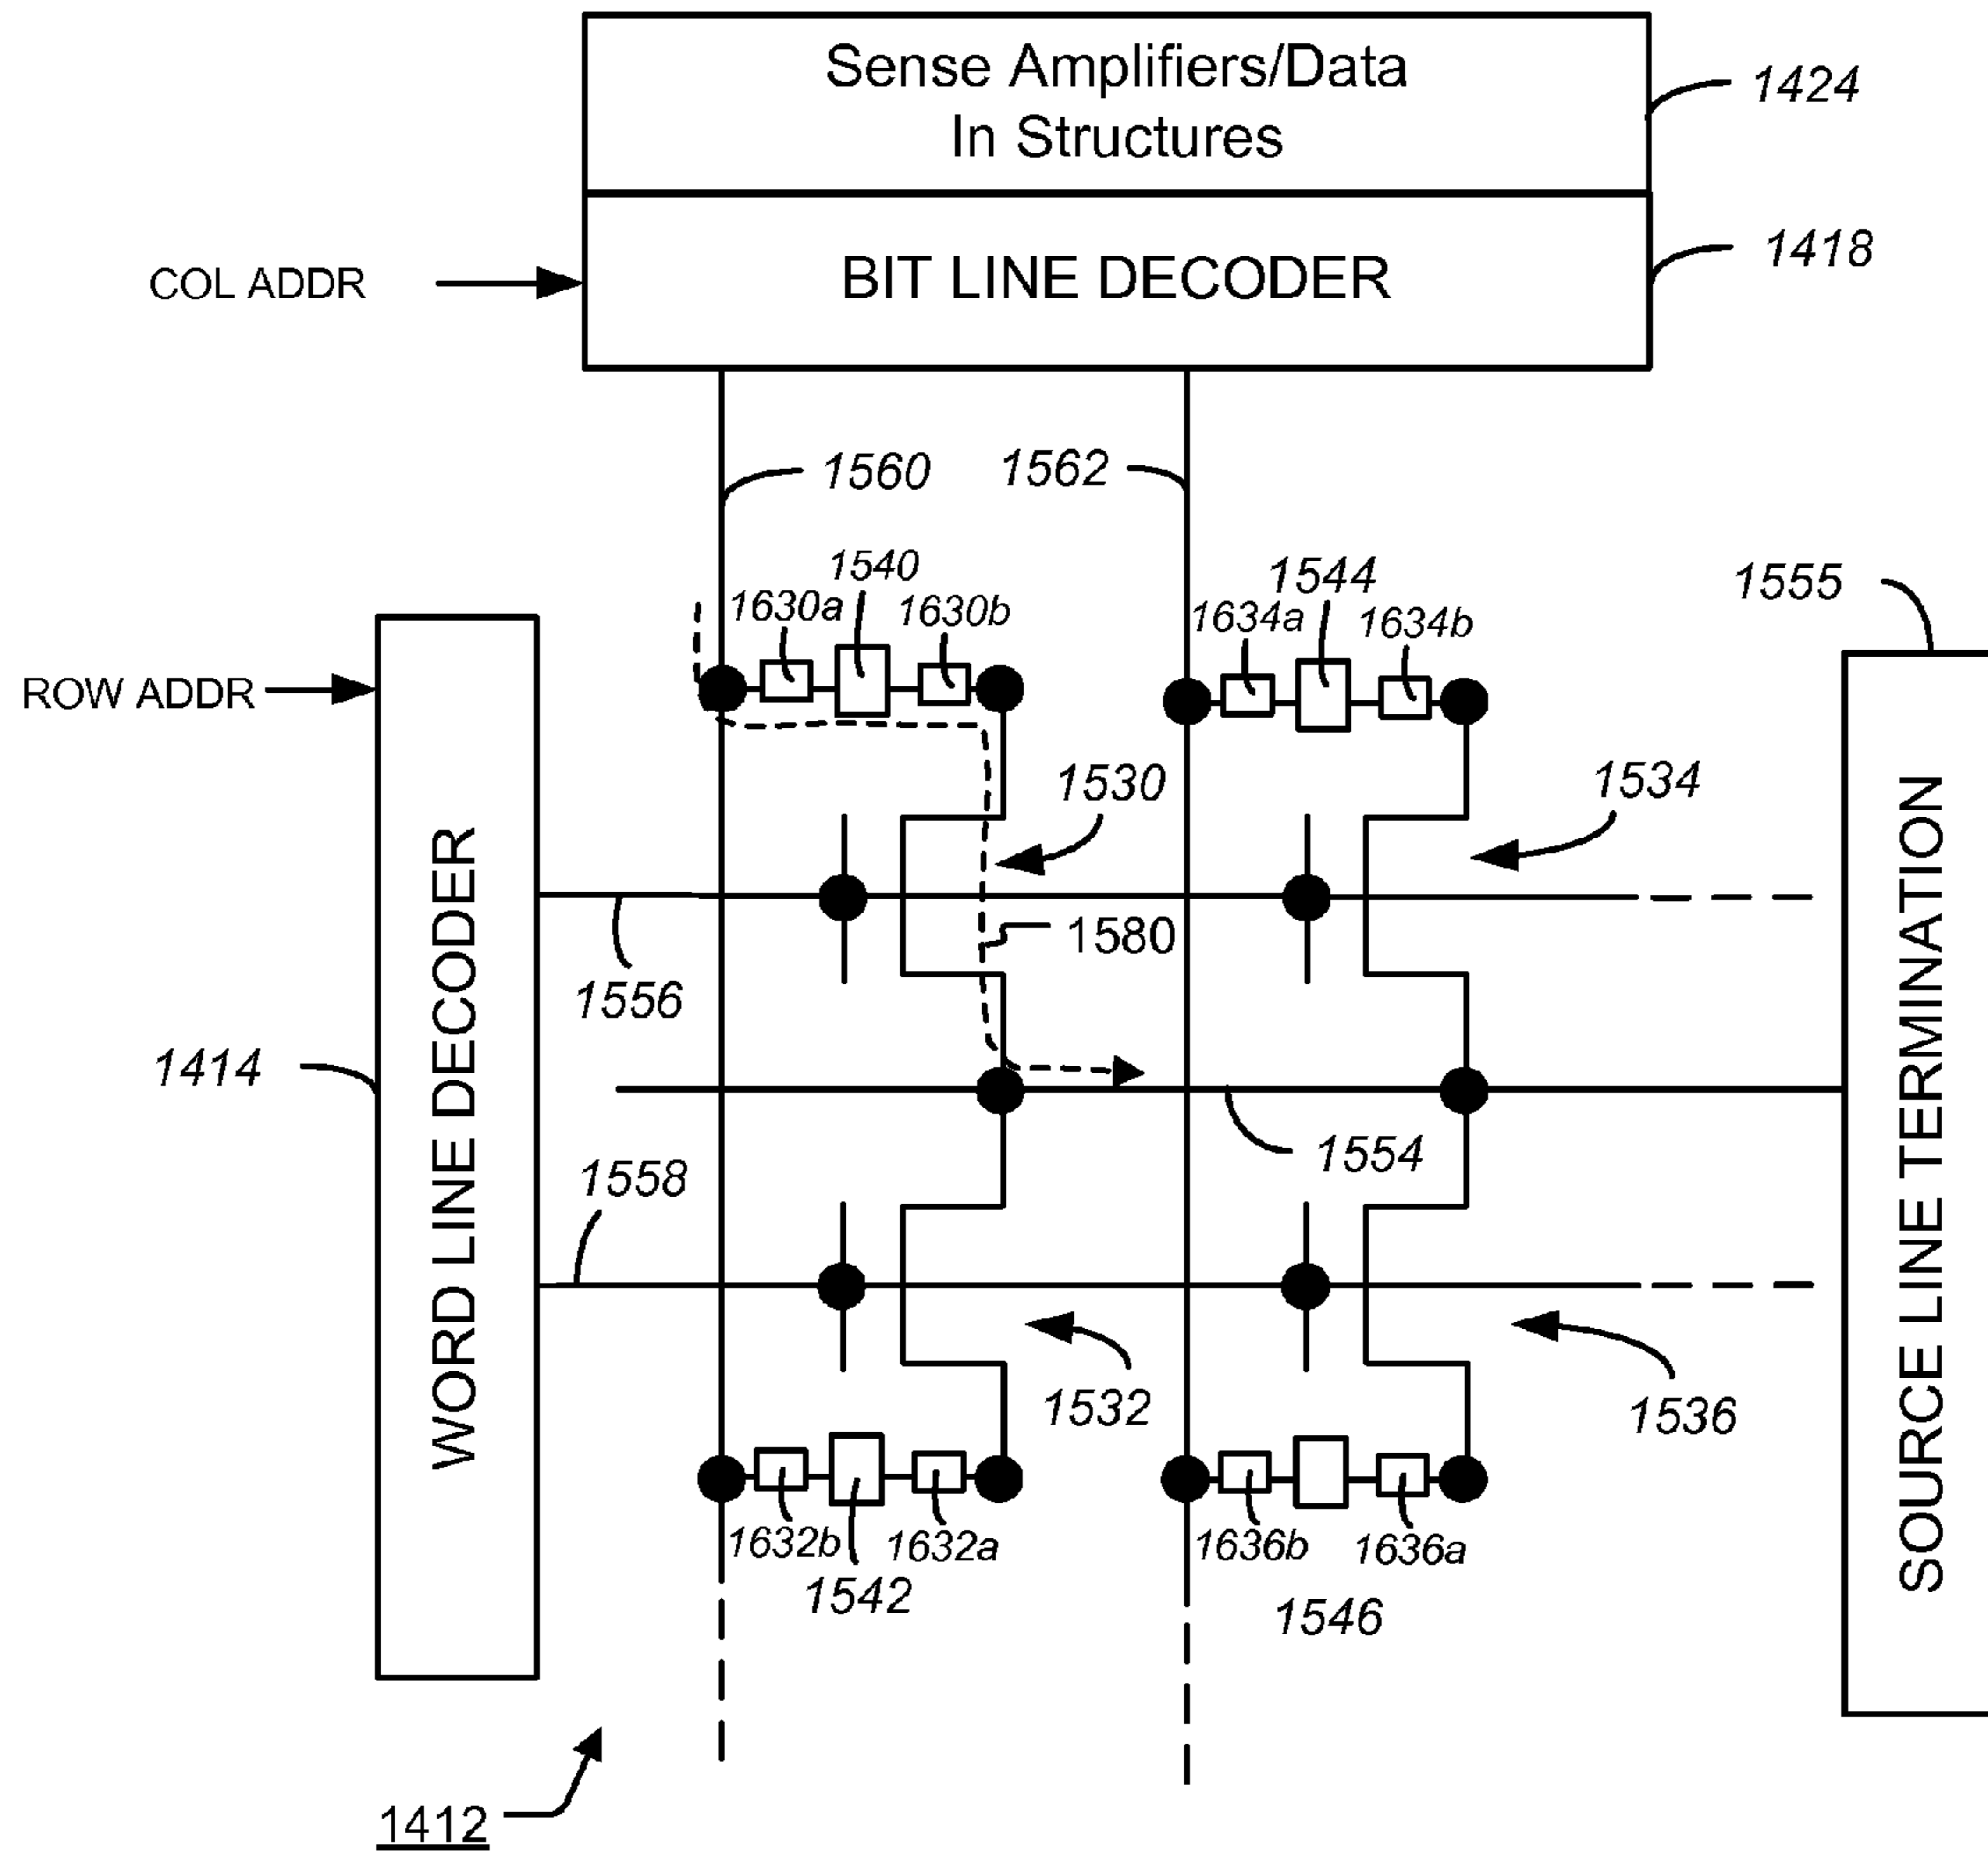 Sense Amplifiers/Data
In Structures
1424
BIT LINE DECODER
1418
COL ADDR
1560
1562
1540
1544
1555
1630a
1630b
1634a
1634b
ROW ADDR
1530
1534
WORD LINE DECODER
SOURCE LINE TERMINATION
1580
1556
1414
1554
1558
1532
1536
1632b
1632a
1636b
1636a
1542
1546
1412